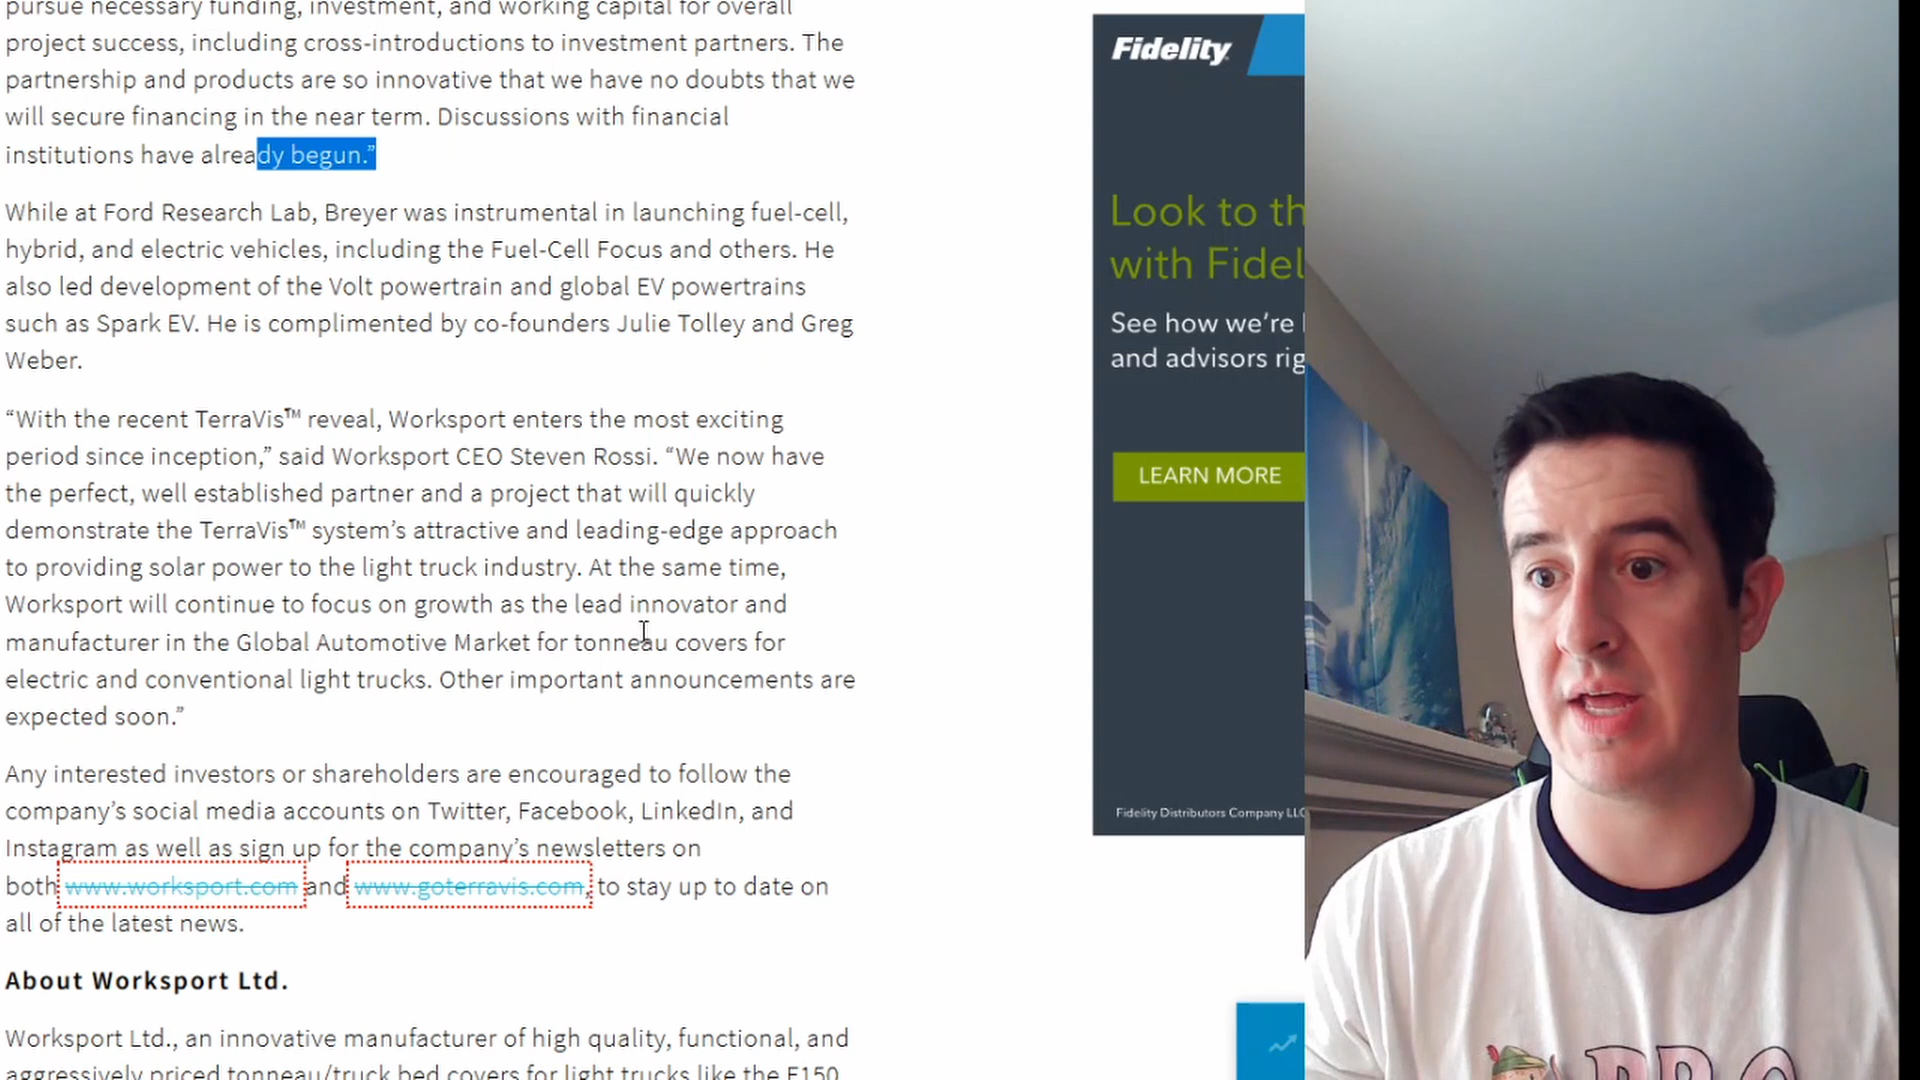 pursue necessary funding, investment, and working capital for overall
project success, including cross-introductions to investment partners. The
partnership and products are so innovative that we have no doubts that we
will secure financing in the near term. Discussions with financial
institutions have already begun.”
While at Ford Research Lab, Breyer was instrumental in launching fuel-cell,
hybrid, and electric vehicles, including the Fuel-Cell Focus and others. He
also led development of the Volt powertrain and global EV powertrains
such as Spark EV. He is complimented by co-founders Julie Tolley and Greg
Weber.
“With the recent TerraVis™ reveal, Worksport enters the most exciting
period since inception,” said Worksport CEO Steven Rossi. “We now have
the perfect, well established partner and a project that will quickly
demonstrate the TerraVis™ system’s attractive and leading-edge approach
to providing solar power to the light truck industry. At the same time,
Worksport will continue to focus on growth as the lead innovator and
manufacturer in the Global Automotive Market for tonneau covers for
electric and conventional light trucks. Other important announcements are
expected soon.”
Any interested investors or shareholders are encouraged to follow the
company’s social media accounts on Twitter, Facebook, LinkedIn, and
Instagram as well as sign up for the company’s newsletters on
both www.worksport.com and www.goterravis.com, to stay up to date on
all of the latest news.
About Worksport Ltd.
Worksport Ltd., an innovative manufacturer of high quality, functional, and
aggressively priced tonneau/truck bed covers for light trucks like the F150,
Fidelity
Look to th
with Fidel
See how we’re
and advisors rig
LEARN MORE
Fidelity Distributors Company LLC